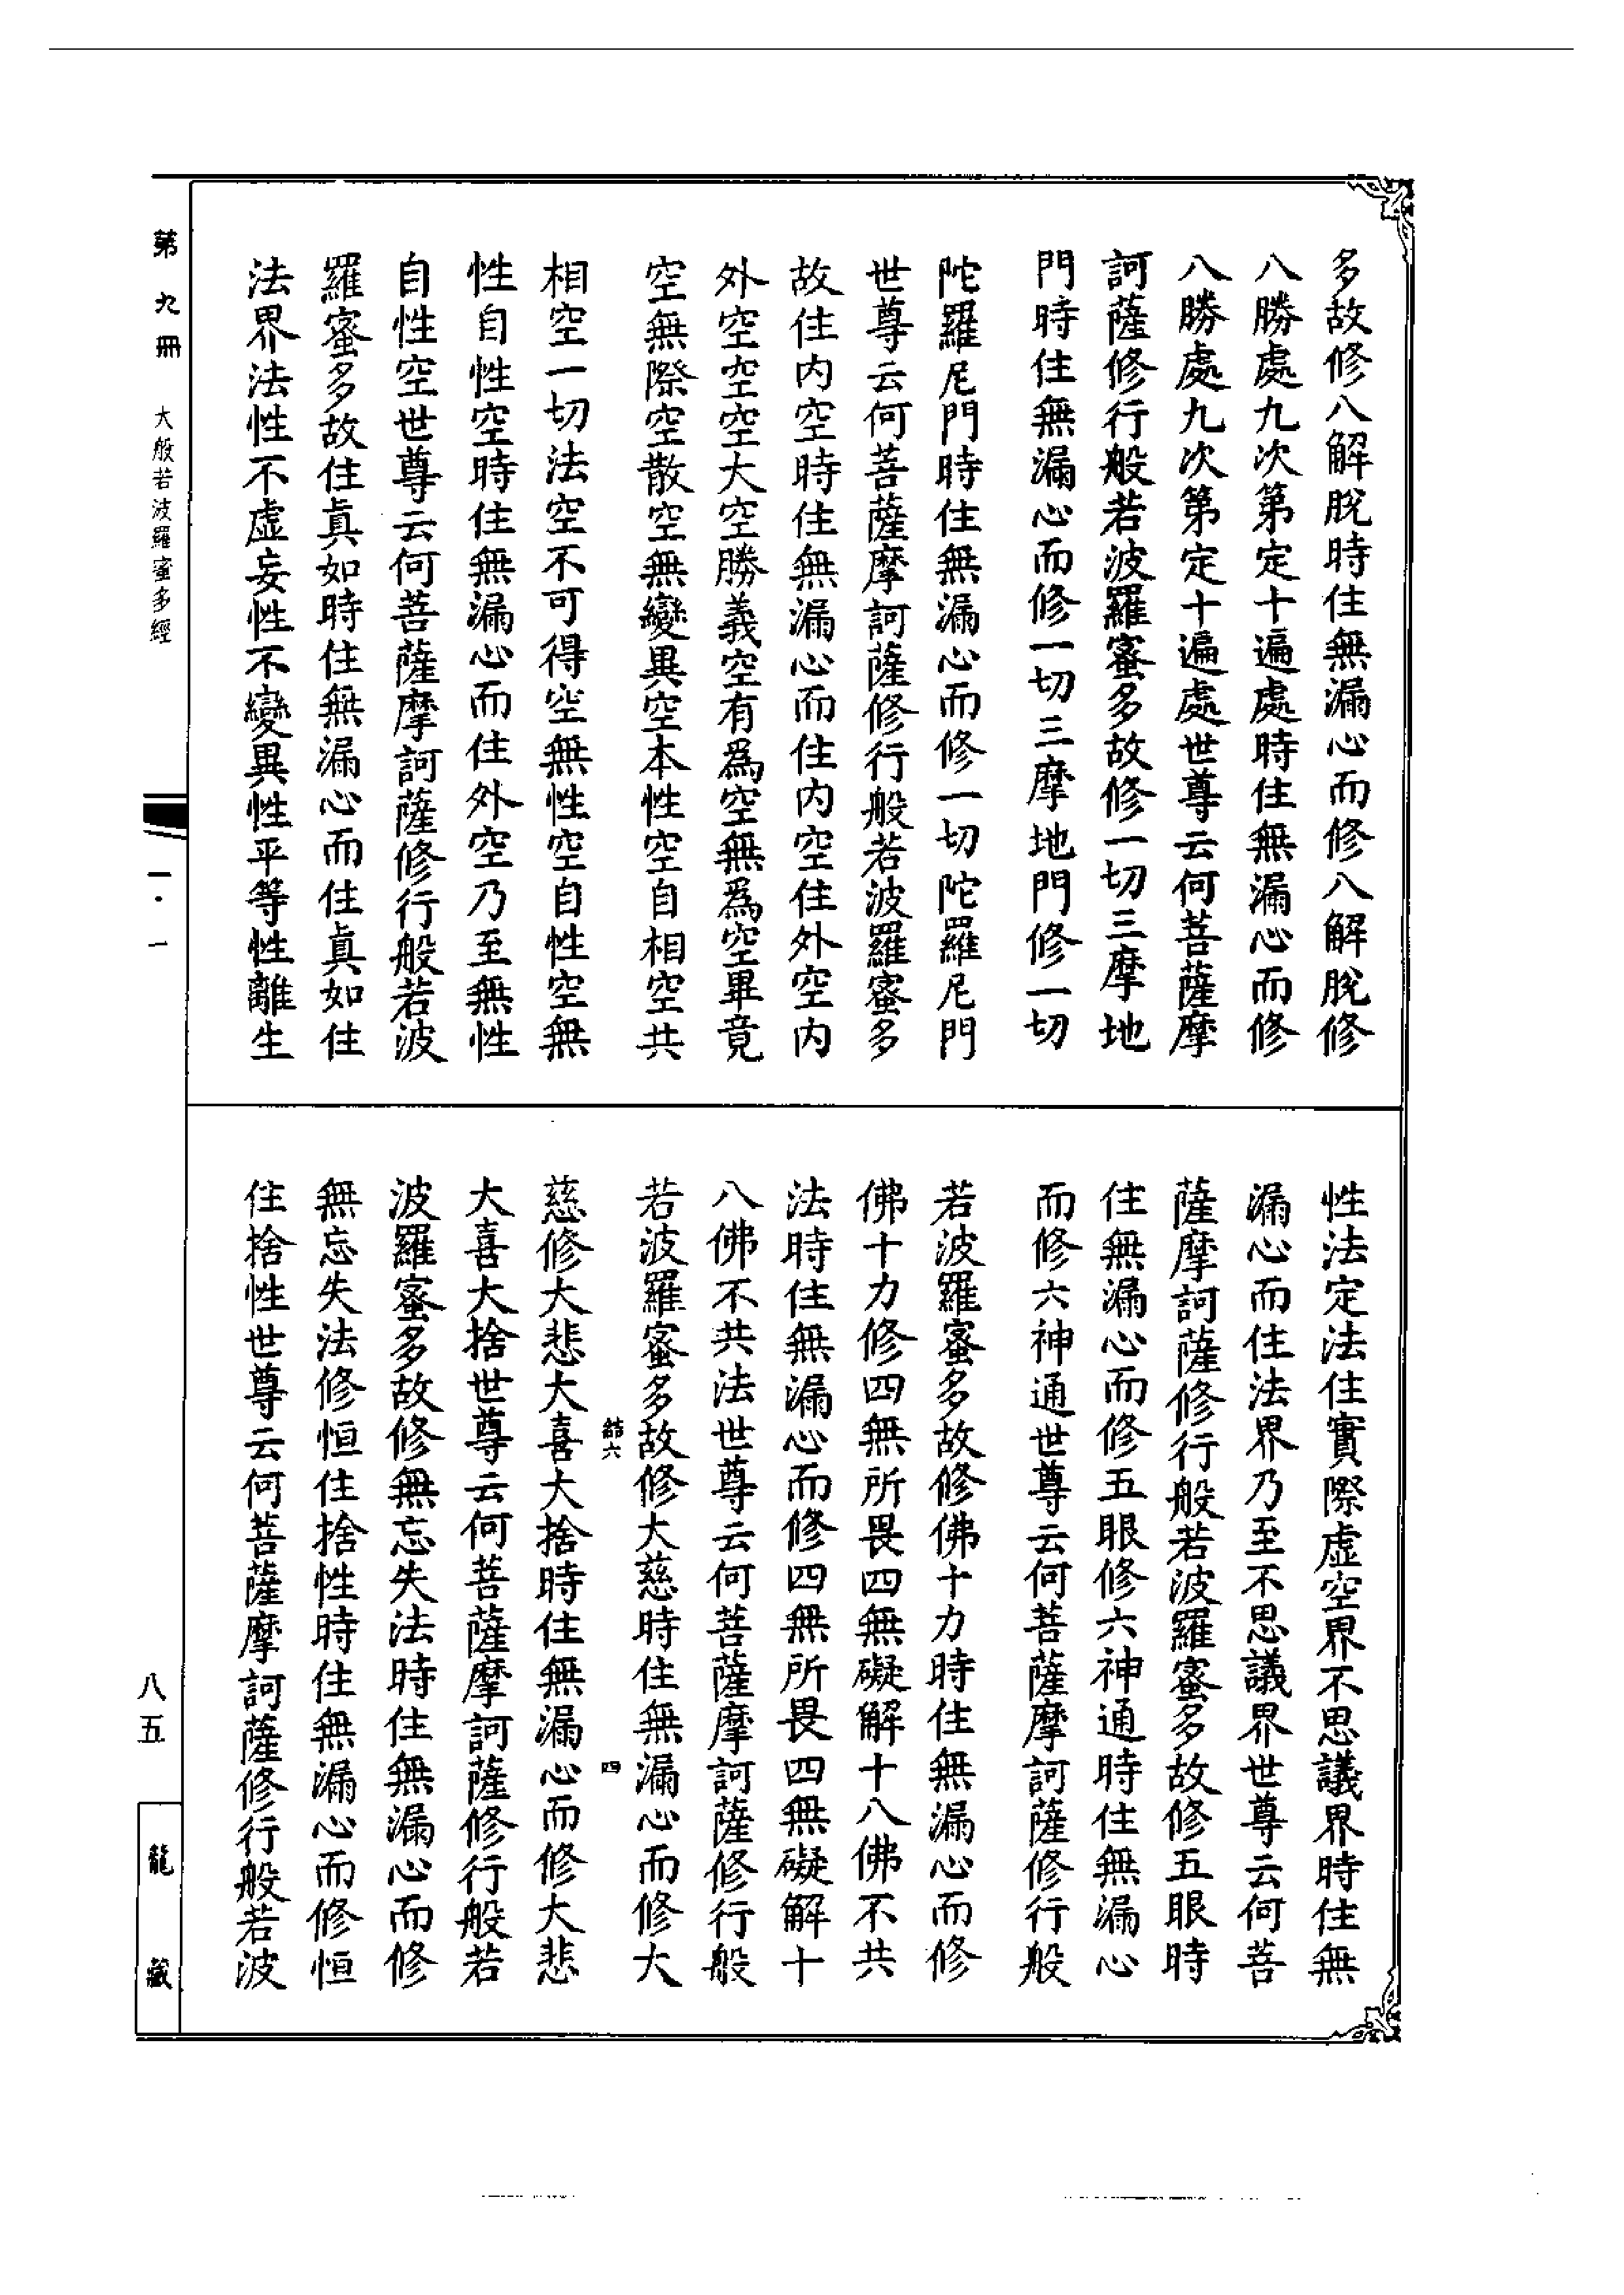 多故修八解脫時住無漏心而修八解脫修
八勝處九次第定十遍處時住無漏心而修
八勝處九次第定十遍處世尊云何菩薩摩
訶薩修行般若波羅蜜多故修一切三摩地
門時住無漏心而修一切三摩地門修一切
陀羅尼門時住無漏心而修一切陀羅尼門
世尊云何菩薩摩訶薩修行般若波羅蜜多
故住內空時住無漏心而住內空住外空內
外空空空大空勝義空有為空無為空畢竟
空無際空散空無變異空本性空自相空共
相空一切法空不可得空無性空自性空無
性自性空時住無漏心而住外空乃至無性
自性空世尊云何菩薩摩訶薩修行般若波
羅蜜多故住真如時住無漏心而住真如住
法界法性不虛妄性不變異性平等性離生
性法定法住實際虛空界不思議界時住無
漏心而住法界乃至不思議界世尊云何菩
薩摩訶薩修行般若波羅蜜多故修五眼時
住無漏心而修五眼修六神通時住無漏心
而修六神通世尊云何菩薩摩訶薩修行般
若波羅蜜多故修佛十力時住無漏心而修
佛十力修四無所畏四無礙解十八佛不共
法時住無漏心而修四無所畏四無礙解十
八佛不共法世尊云何菩薩摩訶薩修行般
若波羅蜜多故修大慈時住無漏心而修大
結六 四
慈修大悲大喜大捨時住無漏心而修大悲
大喜大捨世尊云何菩薩摩訶薩修行般若
波羅蜜多故修無忘失法時住無漏心而修
無忘失法修恒住捨性時住無漏心而修恒
住捨性世尊云何菩薩摩訶薩修行般若波
第九冊 大般若波羅蜜多經 一·一 八五 龍藏